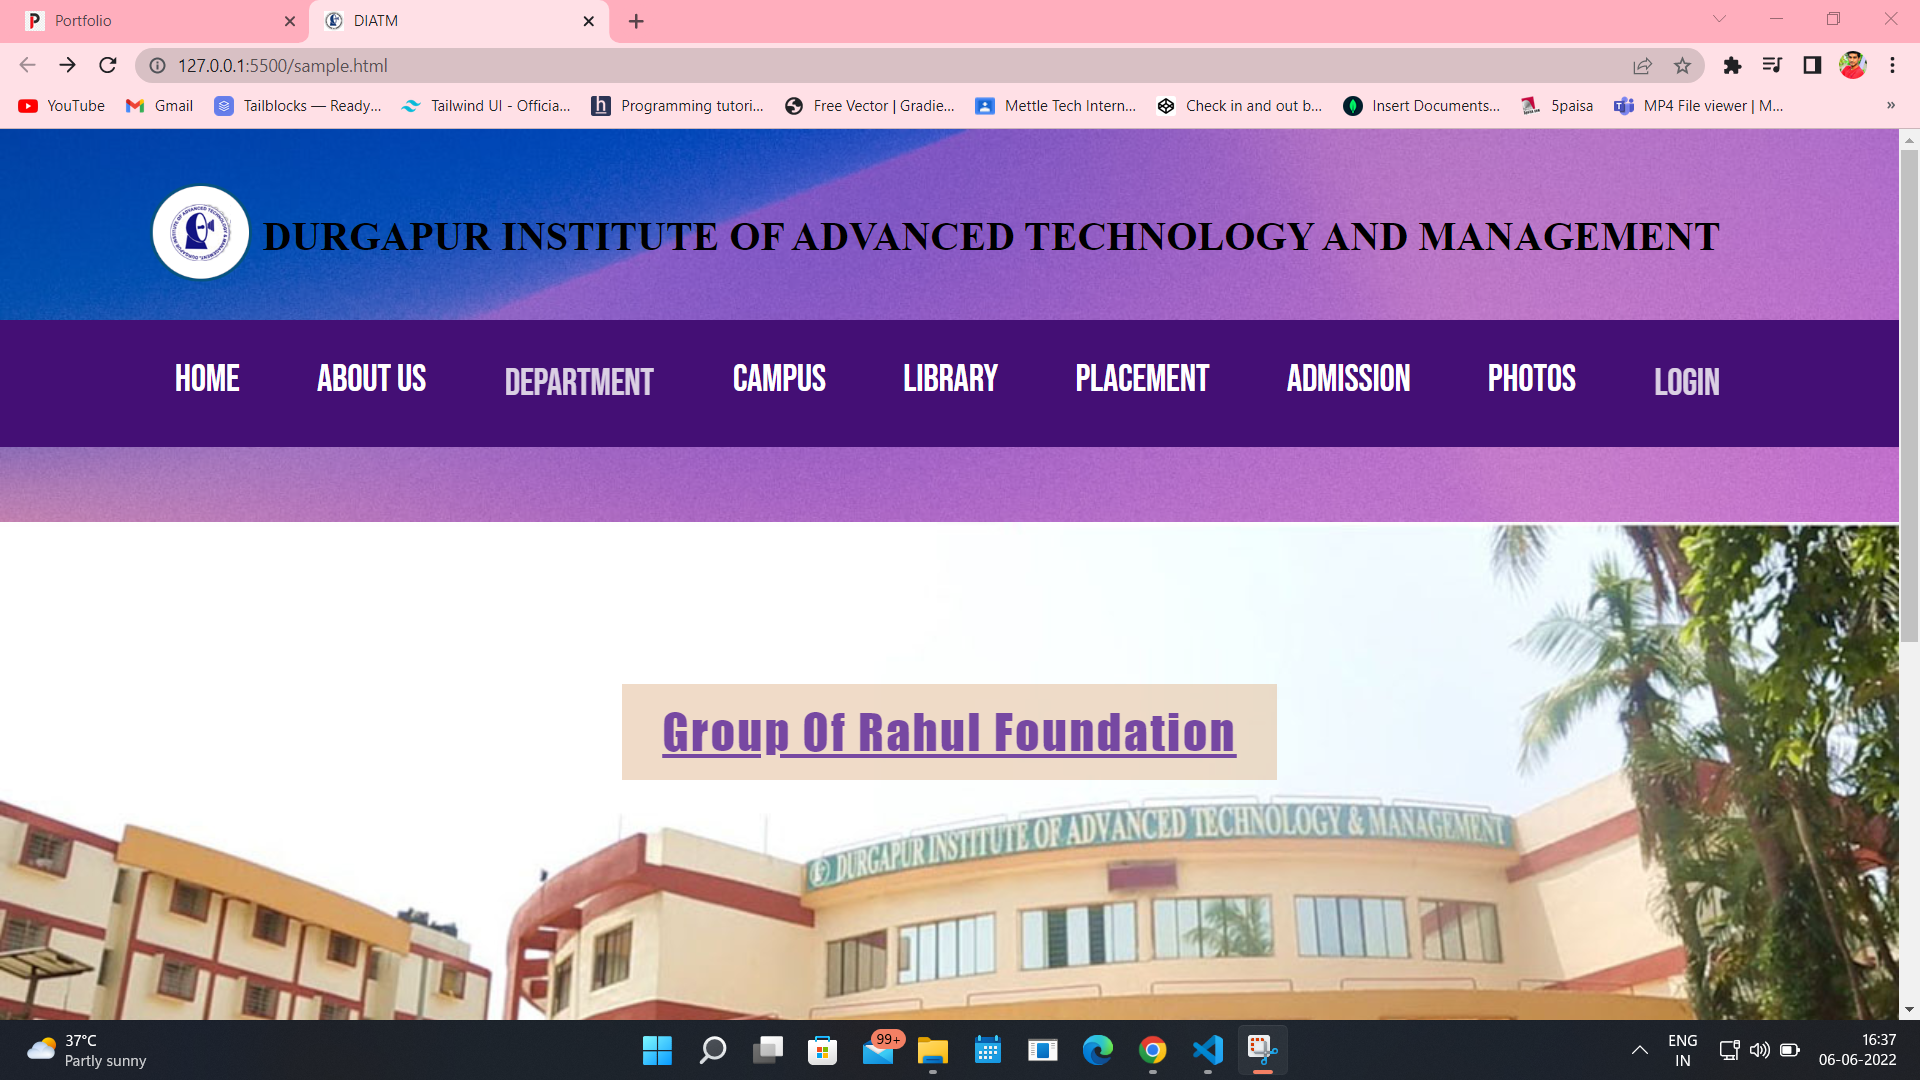 Portfolio
DIATM
127.0.0.1:5500/sample.html
YouTube
Gmail
Tailblocks — Ready...
Tailwind UI - Officia...
Programming tutori...
Free Vector | Gradie...
Mettle Tech Intern...
Check in and out b...
Insert Documents...
5paisa
MP4 File viewer | M...
»
DURGAPUR INSTITUTE OF ADVANCED TECHNOLOGY AND MANAGEMENT
HOME
ABOUT US
DEPARTMENT
CAMPUS
LIBRARY
PLACEMENT
ADMISSION
PHOTOS
LOGIN
Group Of Rahul Foundation
DURGAPUR INSTITUTE OF ADVANCED TECHNOLOGY & MANAGEMENT
37°C
Partly sunny
99+
ENG
IN
16:37
06-06-2022